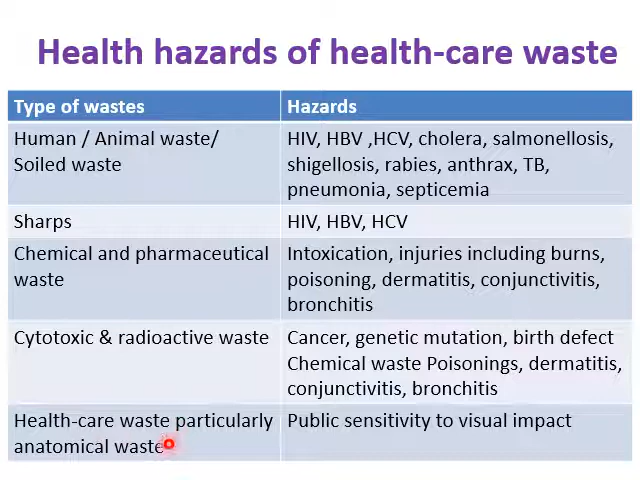 Health hazards of health-care waste
Type of wastes
Hazards
Human / Animal waste/
Soiled waste
HIV, HBV ,HCV, cholera, salmonellosis,
shigellosis, rabies, anthrax, TB,
pneumonia, septicemia
Sharps
HIV, HBV, HCV
Chemical and pharmaceutical
waste
Intoxication, injuries including burns,
poisoning, dermatitis, conjunctivitis,
bronchitis
Cytotoxic & radioactive waste
Cancer, genetic mutation, birth defect
Chemical waste Poisonings, dermatitis,
conjunctivitis, bronchitis
Health-care waste particularly
anatomical waste
Public sensitivity to visual impact